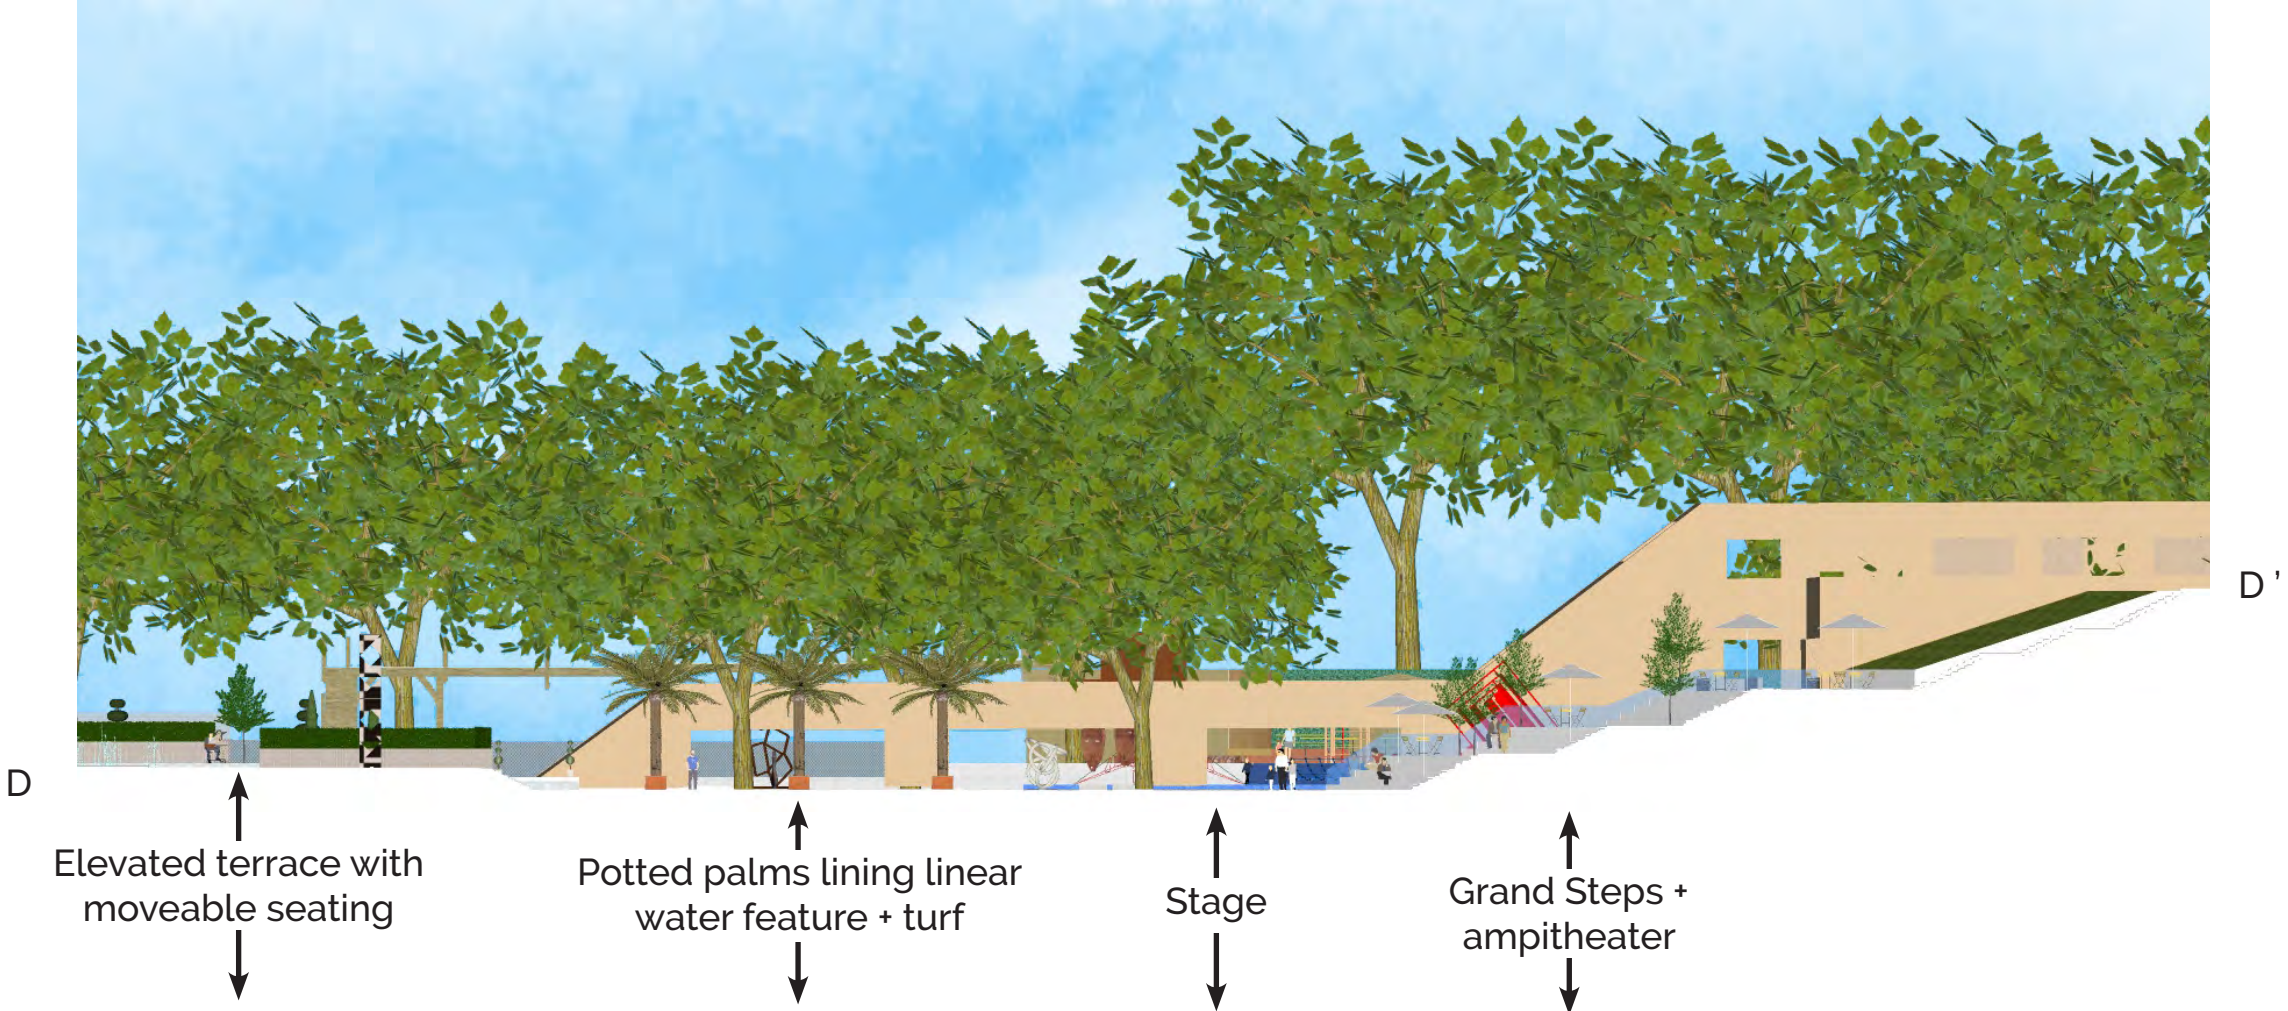 D '
D
Elevated terrace with
moveable seating
Potted palms lining linear
water feature + turf
Stage
Grand Steps +
ampitheater